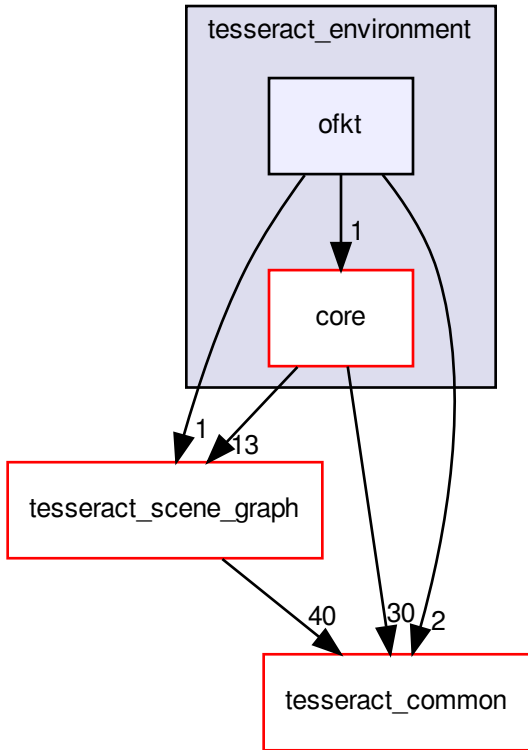 tesseract_environment
ofkt
1
core
1
13
tesseract_scene_graph
40
30
2
tesseract_common